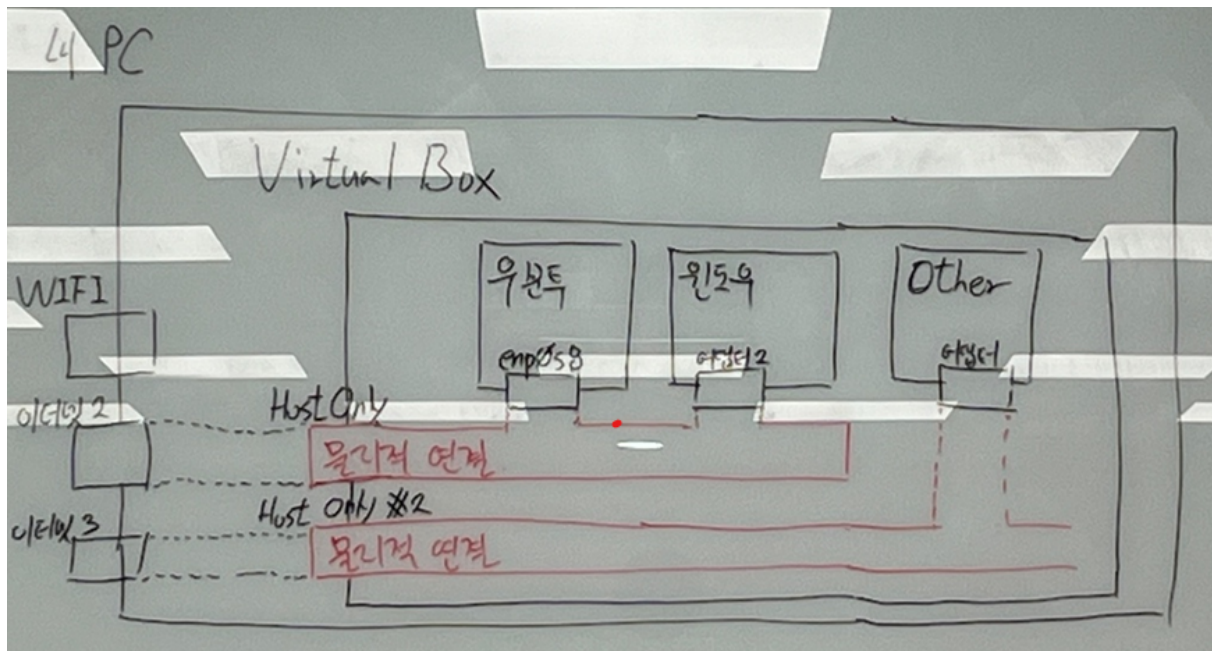 내 PC
Virtual Box
우분투
윈도우
Other
WIFI
enp0s8
어댑터 2
어댑터
이더넷 2
Host Only
물리적 연결
Host Only #2
이더넷 3
물리적 연결